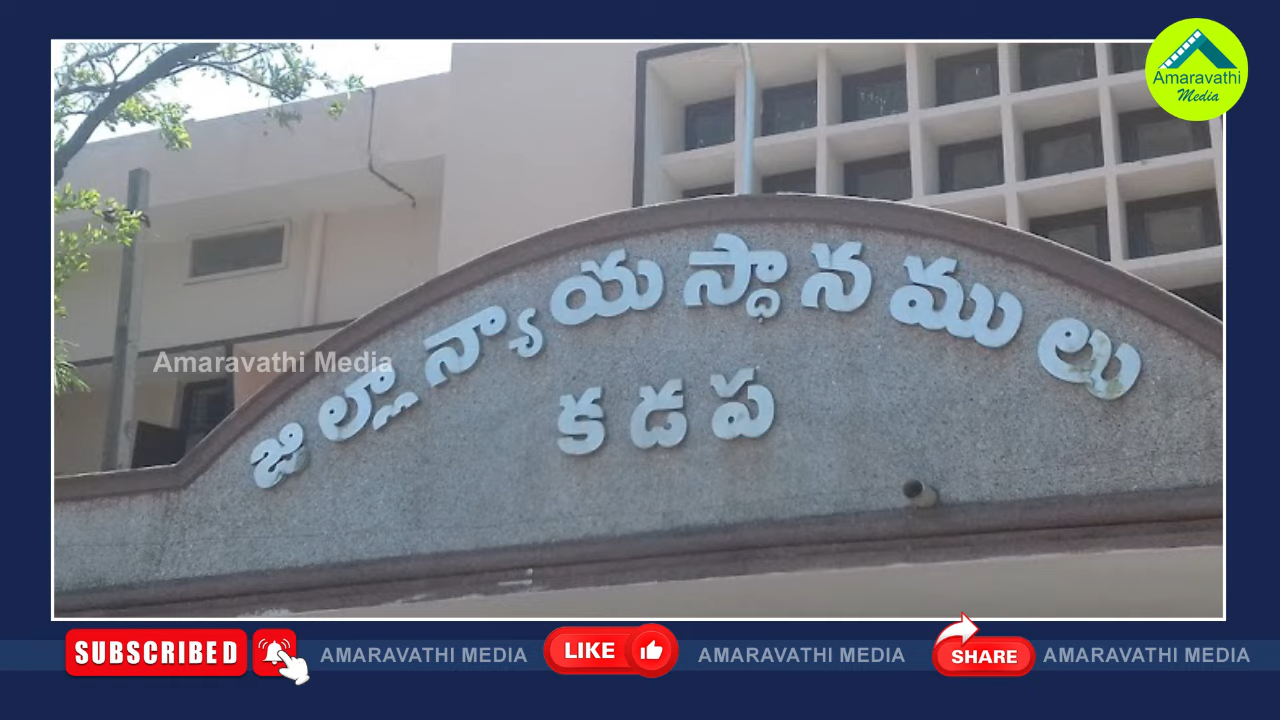 Amaravathi
Media
జిల్లా న్యాయస్దానములు
కడప
Amaravathi Media
SUBSCRIBED
AMARAVATHI MEDIA
LIKE
AMARAVATHI MEDIA
SHARE
AMARAVATHI MEDIA